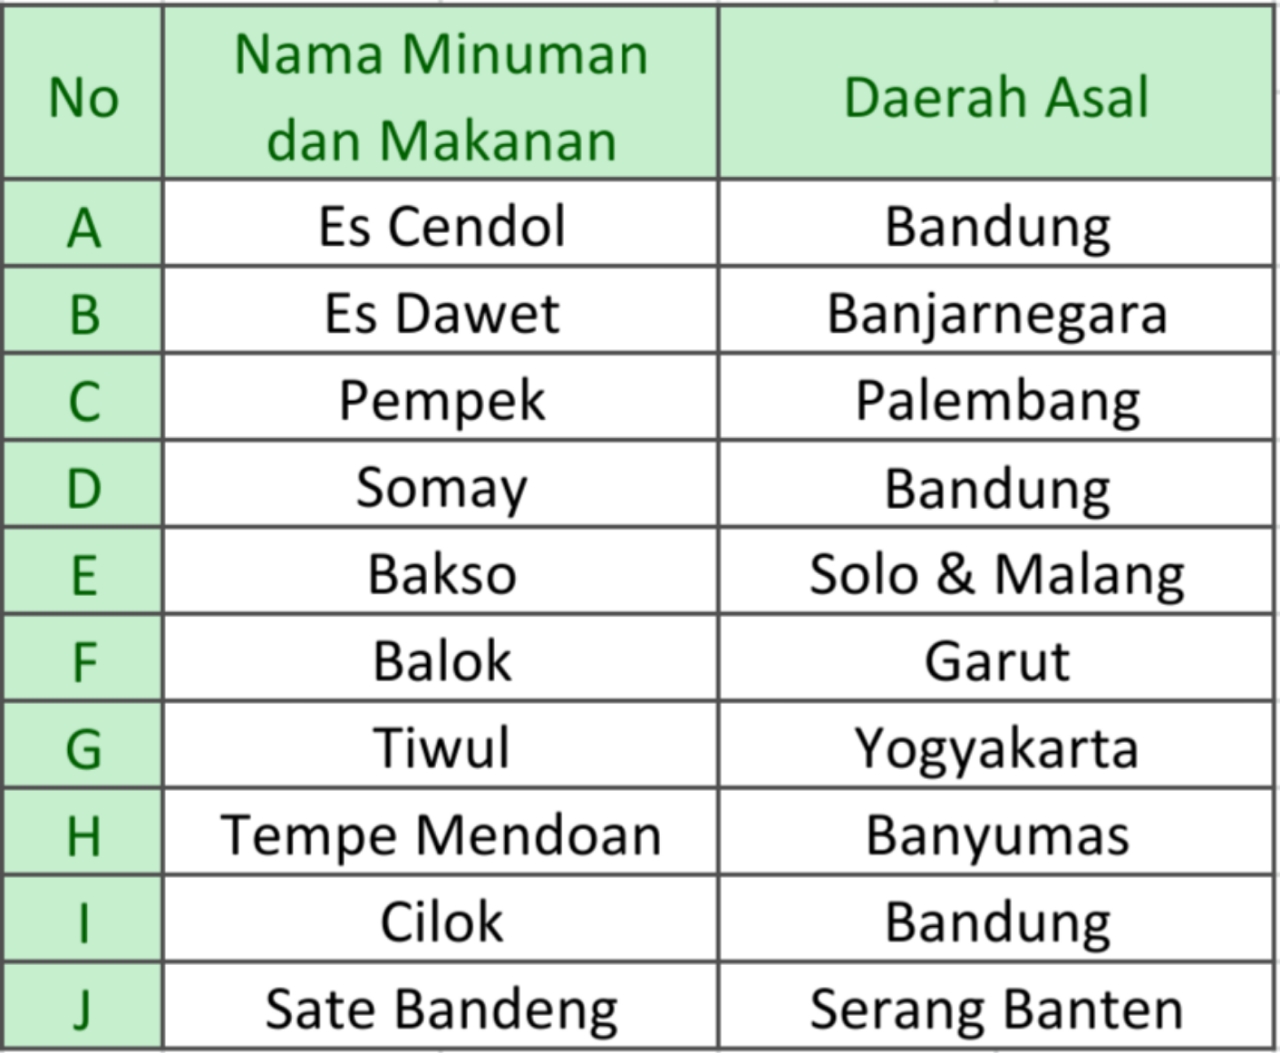 No
Nama Minuman
dan Makanan
Daerah Asal
A Es Cendol Bandung
B Es Dawet Banjarnegara
C Pempek Palembang
D Somay Bandung
E Bakso Solo & Malang
F Balok Garut
G Tiwul Yogyakarta
H Tempe Mendoan Banyumas
I Cilok Bandung
J Sate Bandeng Serang Banten